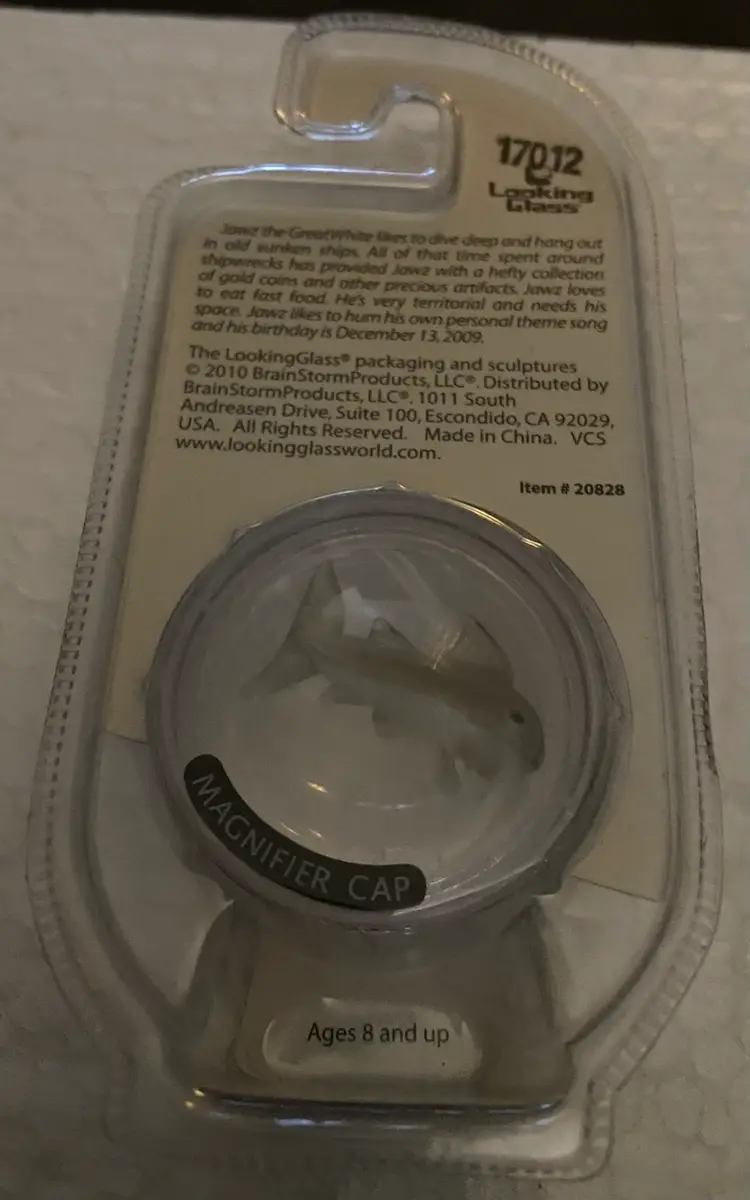 17012
Looking
Glass
Jawz the Great White likes to dive deep and hang out
in old sunken ships. All of that time spent around
shipwrecks has provided Jawz with a hefty collection
of gold coins and other precious artifacts. Jawz loves
to eat fast food. He's very territorial and needs his
space. Jawz likes to hum his own personal theme song
and his birthday is December 13, 2009.
The LookingGlass® packaging and sculptures
© 2010 BrainStormProducts, LLC®. Distributed by
BrainStormProducts, LLC®. 1011 South
Andreasen Drive, Suite 100, Escondido, CA 92029,
USA. All Rights Reserved. Made in China. VCS
www.lookingglassworld.com.
Item # 20828
MAGNIFIER CAP
Ages 8 and up